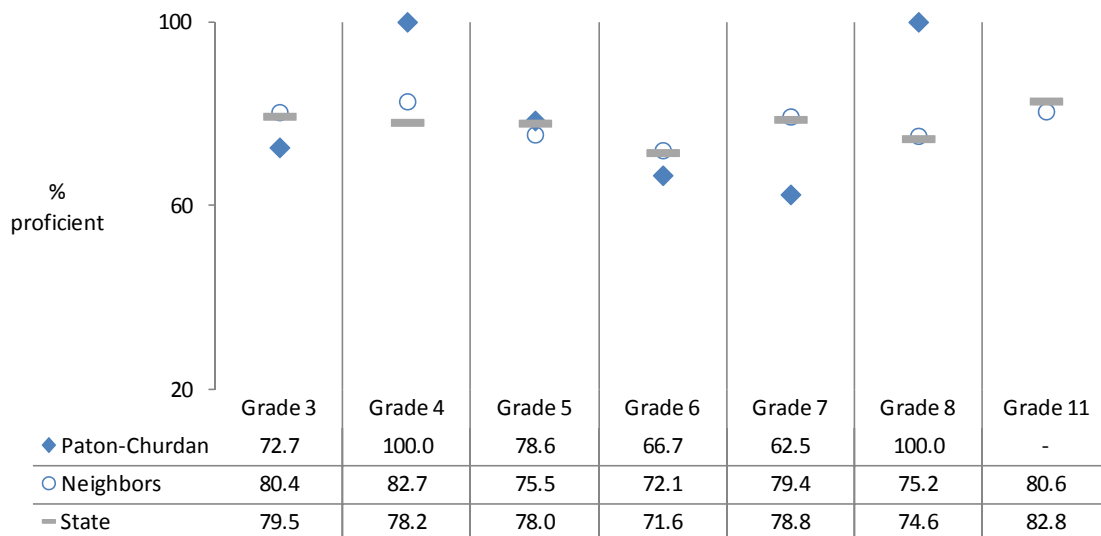 100
%
proficient
60
20
Grade 3 Grade 4 Grade 5 Grade 6 Grade 7 Grade 8 Grade 11
Paton-Churdan 72.7 100.0 78.6 66.7 62.5 100.0 -
Neighbors 80.4 82.7 75.5 72.1 79.4 75.2 80.6
State 79.5 78.2 78.0 71.6 78.8 74.6 82.8